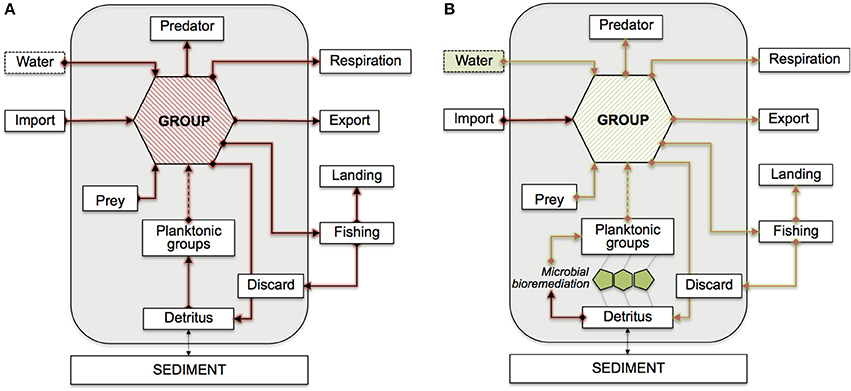 A
Predator
Water
Respiration
Import
GROUP
Export
Landing
Prey
Planktonic
groups
Fishing
Discard
Detritus
SEDIMENT
B
Predator
Water
Respiration
Import
GROUP
Export
Landing
Prey
Planktonic
groups
Fishing
Microbial
bioremediation
Discard
Detritus
SEDIMENT